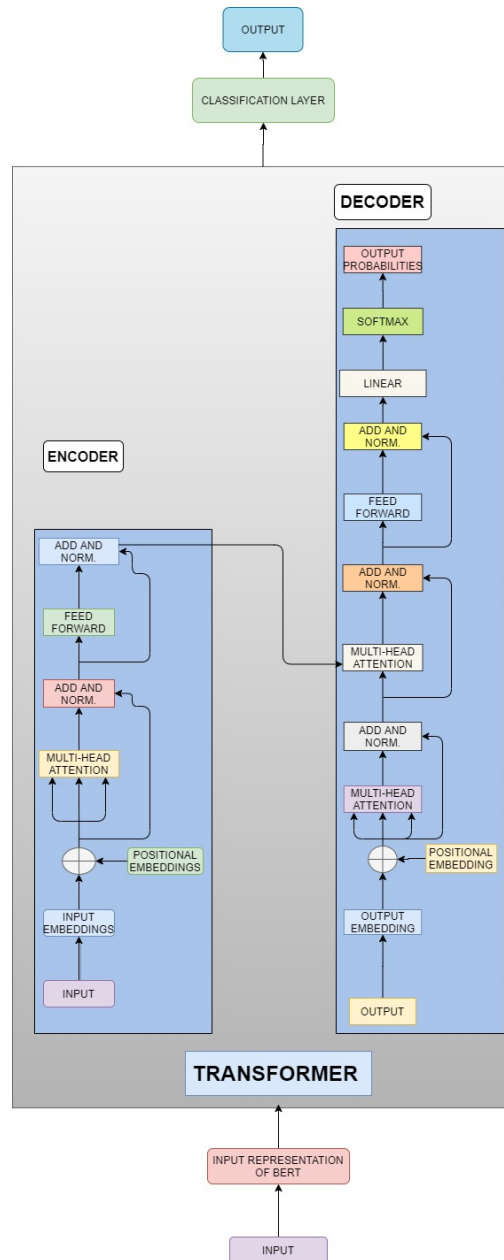 OUTPUT
CLASSIFICATION LAYER
DECODER
OUTPUT
PROBABILITIES
SOFTMAX
LINEAR
ADD AND
NORM.
FEED
FORWARD
ADD AND
NORM.
MULTI-HEAD
ATTENTION
ADD AND
NORM.
MULTI-HEAD
ATTENTION
POSITIONAL
EMBEDDING
OUTPUT
EMBEDDING
OUTPUT
ENCODER
ADD AND
NORM.
FEED
FORWARD
ADD AND
NORM.
MULTI-HEAD
ATTENTION
POSITIONAL
EMBEDDINGS
INPUT
EMBEDDINGS
INPUT
TRANSFORMER
INPUT REPRESENTATION
OF BERT
INPUT